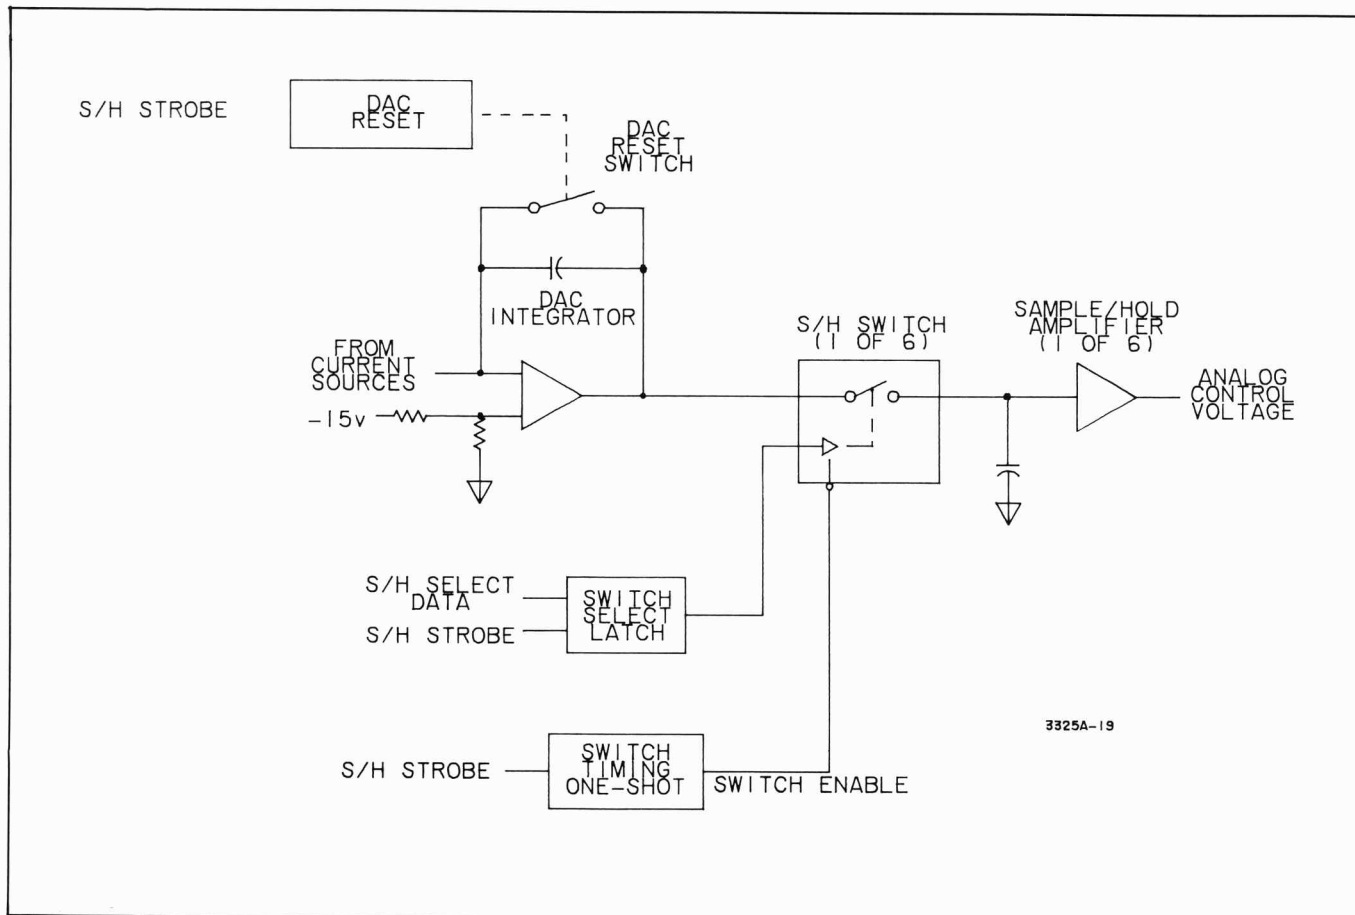 S/H STROBE
DAC
RESET
DAC
RESET
SWITCH
DAC
INTEGRATOR
FROM
CURRENT
SOURCES
-15v
S/H SWITCH
(1 OF 6)
SAMPLE/HOLD
AMPLIFIER
(1 OF 6)
ANALOG
CONTROL
VOLTAGE
S/H SELECT
DATA
S/H STROBE
SWITCH
SELECT
LATCH
3325A-19
S/H STROBE
SWITCH
TIMING
ONE-SHOT
SWITCH ENABLE